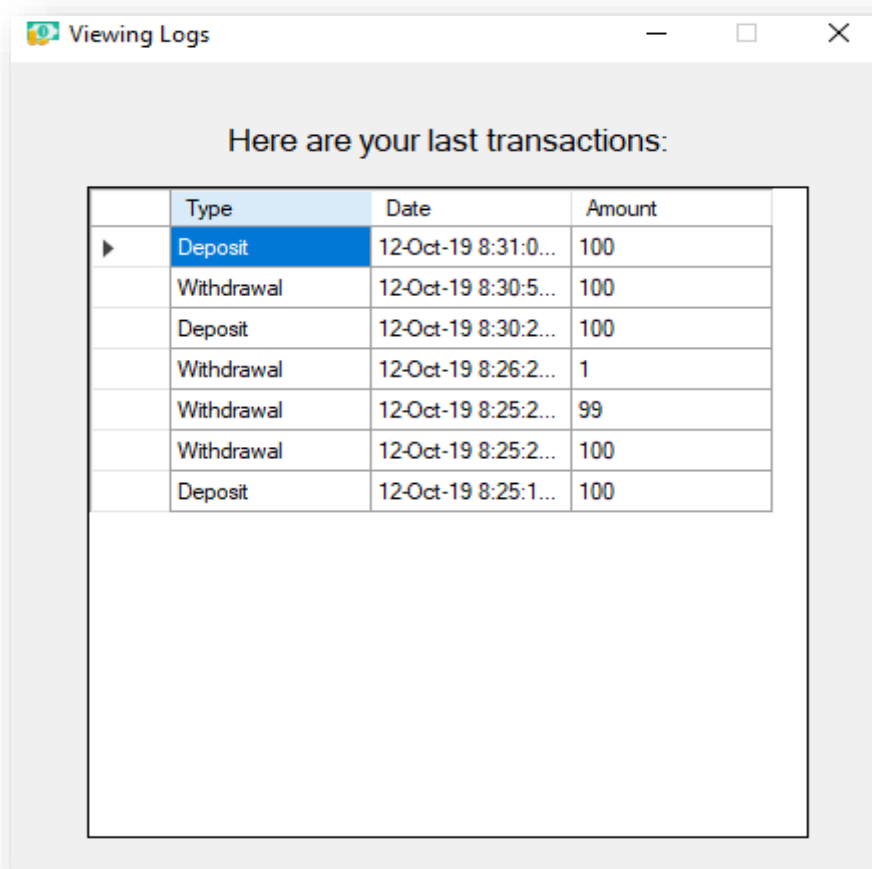 Viewing Logs
Here are your last transactions:
Type Date Amount
Deposit 12-Oct-19 8:31:0... 100
Withdrawal 12-Oct-19 8:30:5... 100
Deposit 12-Oct-19 8:30:2... 100
Withdrawal 12-Oct-19 8:26:2... 1
Withdrawal 12-Oct-19 8:25:2... 99
Withdrawal 12-Oct-19 8:25:2... 100
Deposit 12-Oct-19 8:25:1... 100